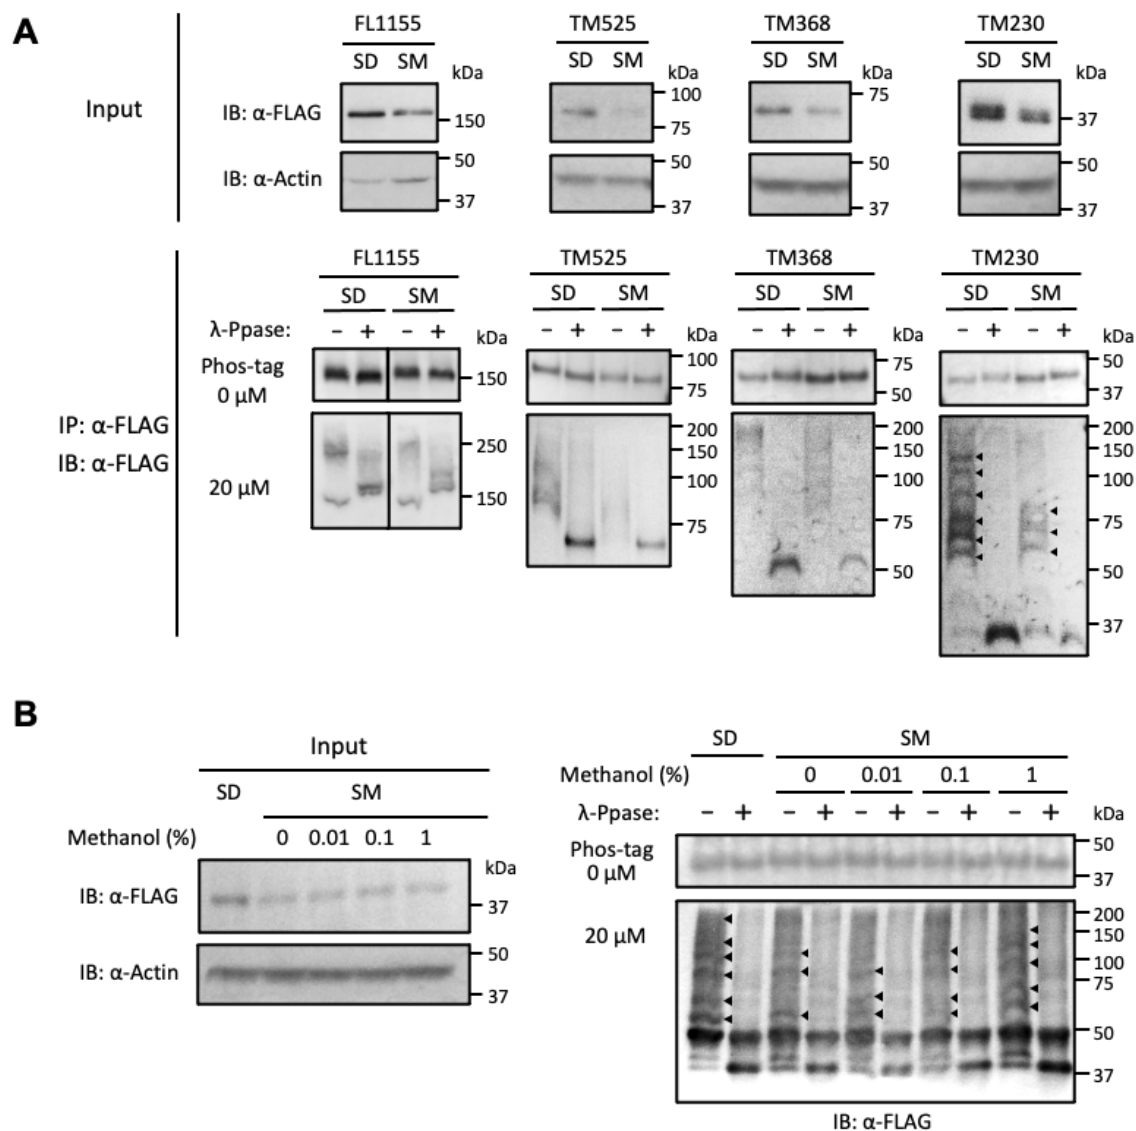 A
FL1155 TM525 TM368 TM230
SD SM SD SM SD SM SD SM
kDa kDa kDa kDa
Input
IB: α-FLAG 150 100 75 75 37
IB: α-Actin 50 37 50 37 50 37 50 37
FL1155 TM525 TM368 TM230
SD SM SD SM SD SM SD SM
λ-Ppase: − + − + − + − + − + − + − + − +
kDa kDa kDa kDa
Phos-tag
0 μM 150 100 75 75 50 50 37
IP: α-FLAG
IB: α-FLAG
20 μM 250 150 200 150 100 75 200 150 100 75 50 200 150 100 75 50 37
B
Input
SD SM
Methanol (%) 0 0.01 0.1 1
kDa
IB: α-FLAG 37
IB: α-Actin 50 37
SD SM
Methanol (%) 0 0.01 0.1 1
λ-Ppase: − + − + − + − + − + kDa
Phos-tag
0 μM 50 37
20 μM 200 150 100 75 50 37
IB: α-FLAG